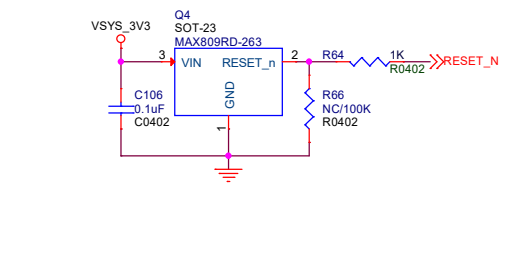 Q4
SOT-23
MAX809RD-263
VSYS_3V3
3
VIN
RESET_n
2
GND
1
R64
1K
R0402
RESET_N
C106
0.1uF
C0402
R66
NC/100K
R0402